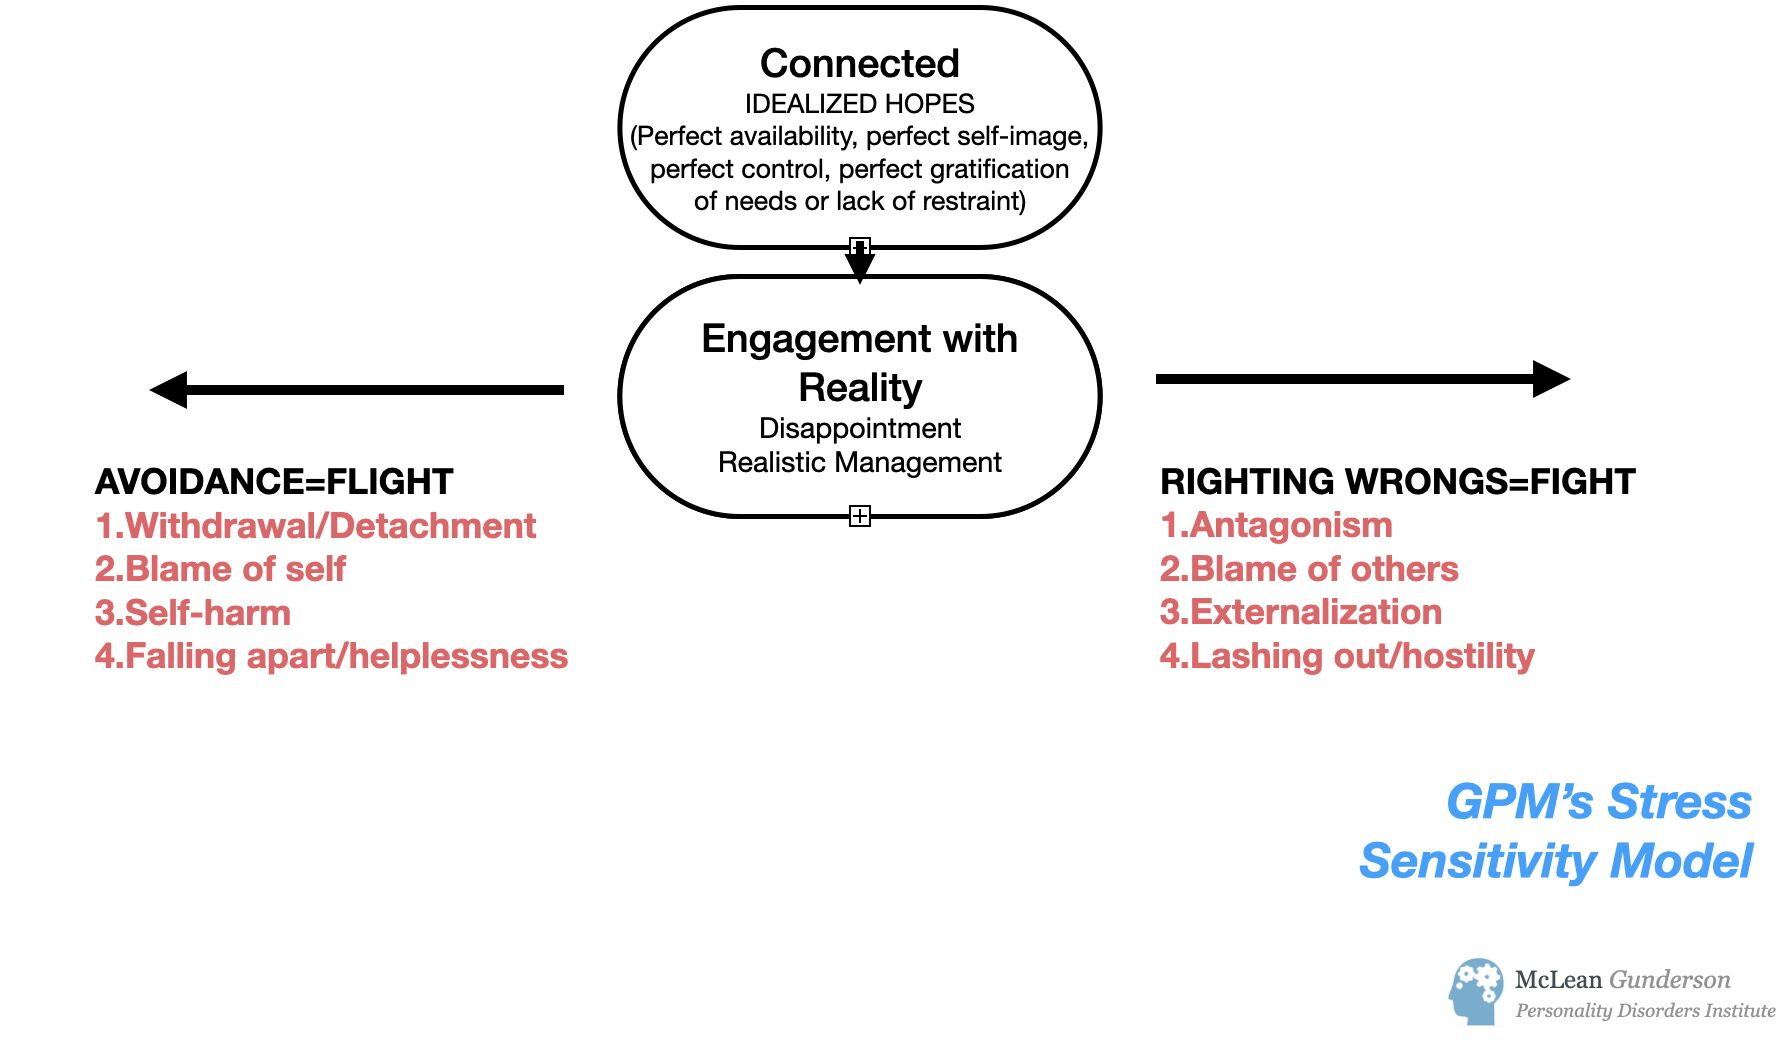 Connected
IDEALIZED HOPES
(Perfect availability, perfect self-image,
perfect control, perfect gratification
of needs or lack of restraint)
Engagement with
Reality
Disappointment
Realistic Management
AVOIDANCE=FLIGHT
1.Withdrawal/Detachment
2.Blame of self
3.Self-harm
4.Falling apart/helplessness
RIGHTING WRONGS=FIGHT
1.Antagonism
2.Blame of others
3.Externalization
4.Lashing out/hostility
GPM’s Stress
Sensitivity Model
McLean Gunderson
Personality Disorders Institute